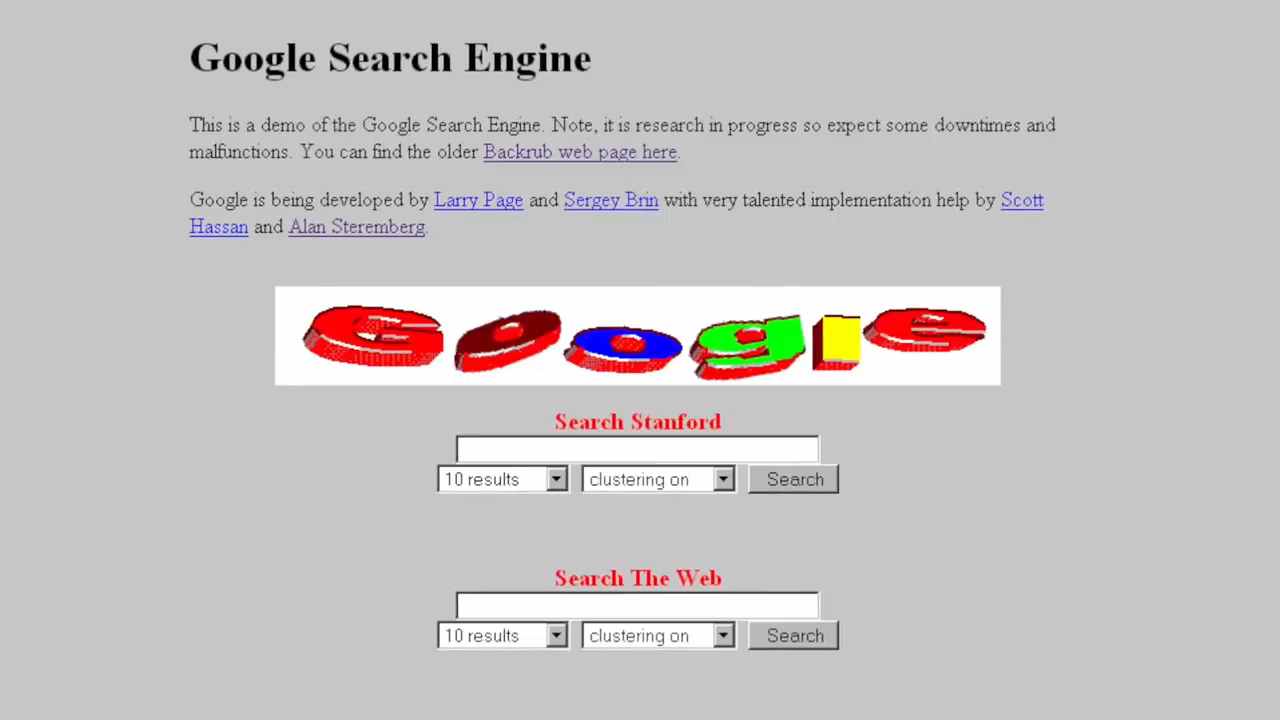 Google Search Engine
This is a demo of the Google Search Engine. Note, it is research in progress so expect some downtimes and
malfunctions. You can find the older Backrub web page here.
Google is being developed by Larry Page and Sergey Brin with very talented implementation help by Scott
Hassan and Alan Steremberg.
Google
Search Stanford
10 results clustering on Search
Search The Web
10 results clustering on Search